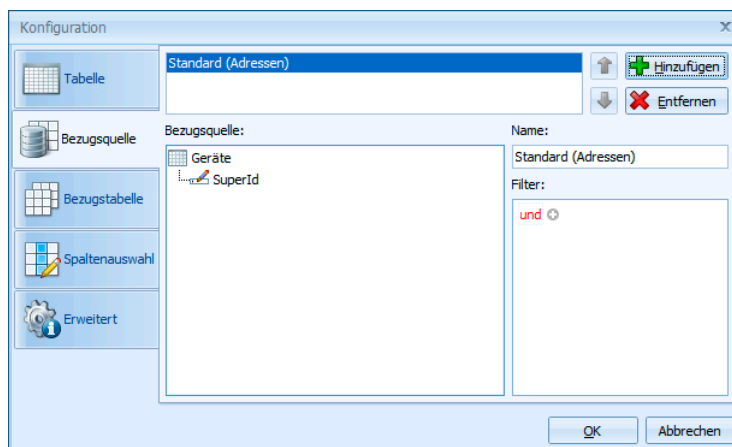 Konfiguration
Tabelle
Bezugsquelle
Bezugstabelle
Spaltenauswahl
Erweitert
Standard (Adressen)
Hinzufügen
Entfernen
Bezugsquelle:
Geräte
SuperId
Name:
Standard (Adressen)
Filter:
und
OK
Abbrechen